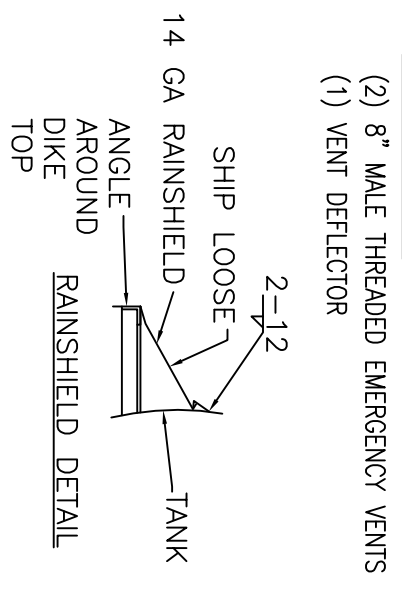 (2) 8" MALE THREADED EMERGENCY VENTS
(1) VENT DEFLECTOR
2-12
SHIP LOOSE
14 GA RAINSHIELD
TANK
ANGLE
AROUND
DIKE
TOP
RAINSHIELD DETAIL